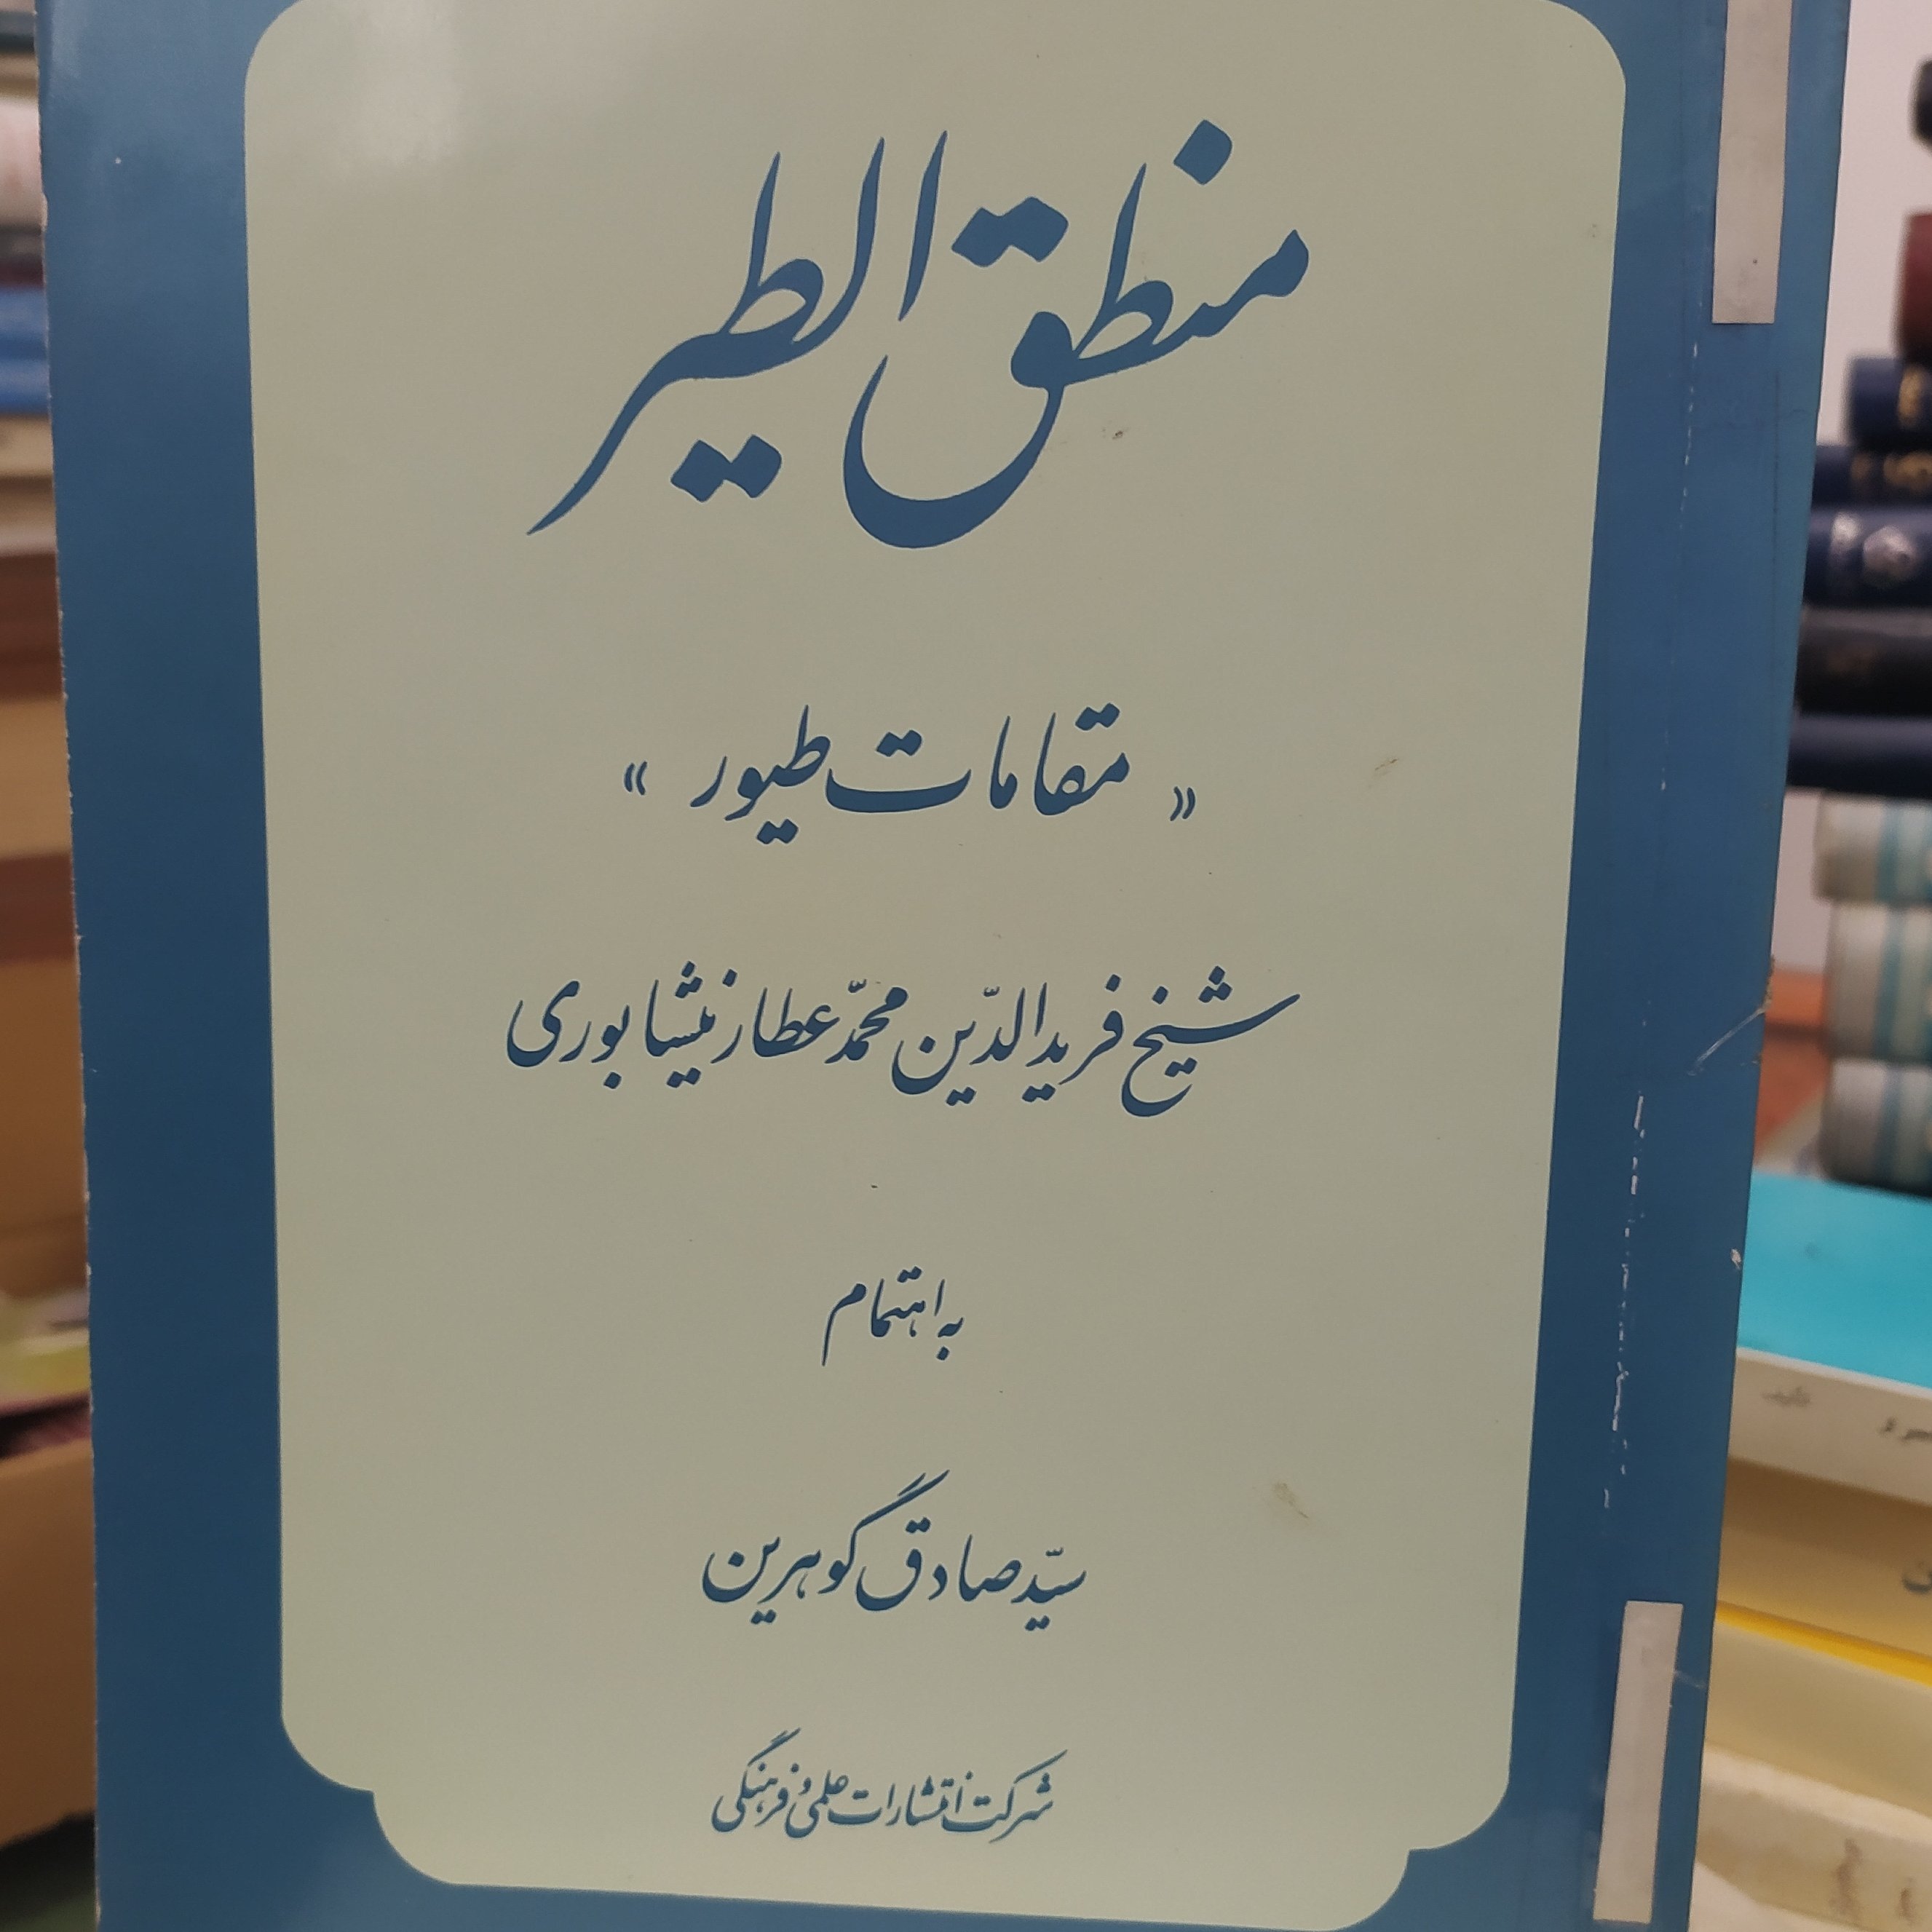 منطق الطیر
« مقامات طیور »
شیخ فریدالدّین محمّد عطار نیشابوری
به اهتمام
سیّد صادق گوهرین
شرکت انتشارات علمی و فرهنگی